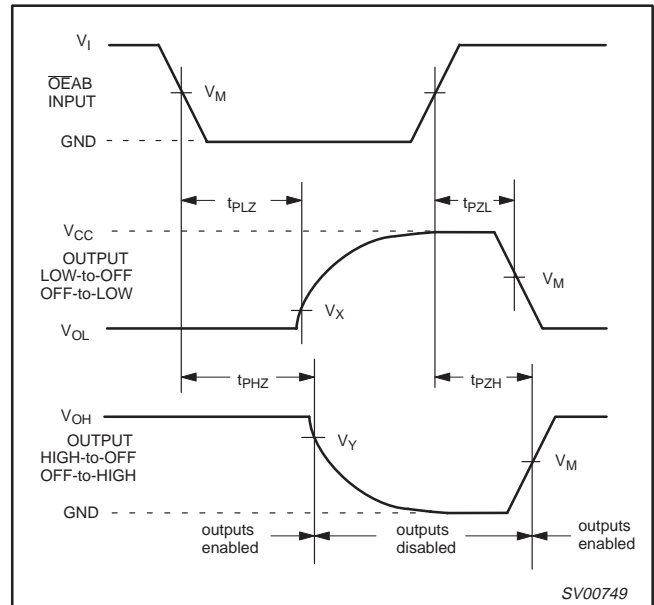 V_I
O̅E̅AB
INPUT
V_M
GND
t_PLZ
t_PZL
V_CC
OUTPUT
LOW-to-OFF
OFF-to-LOW
V_M
V_X
V_OL
t_PHZ
t_PZH
V_OH
OUTPUT
HIGH-to-OFF
OFF-to-HIGH
V_Y
V_M
GND
outputs
enabled
outputs
disabled
outputs
enabled
SV00749